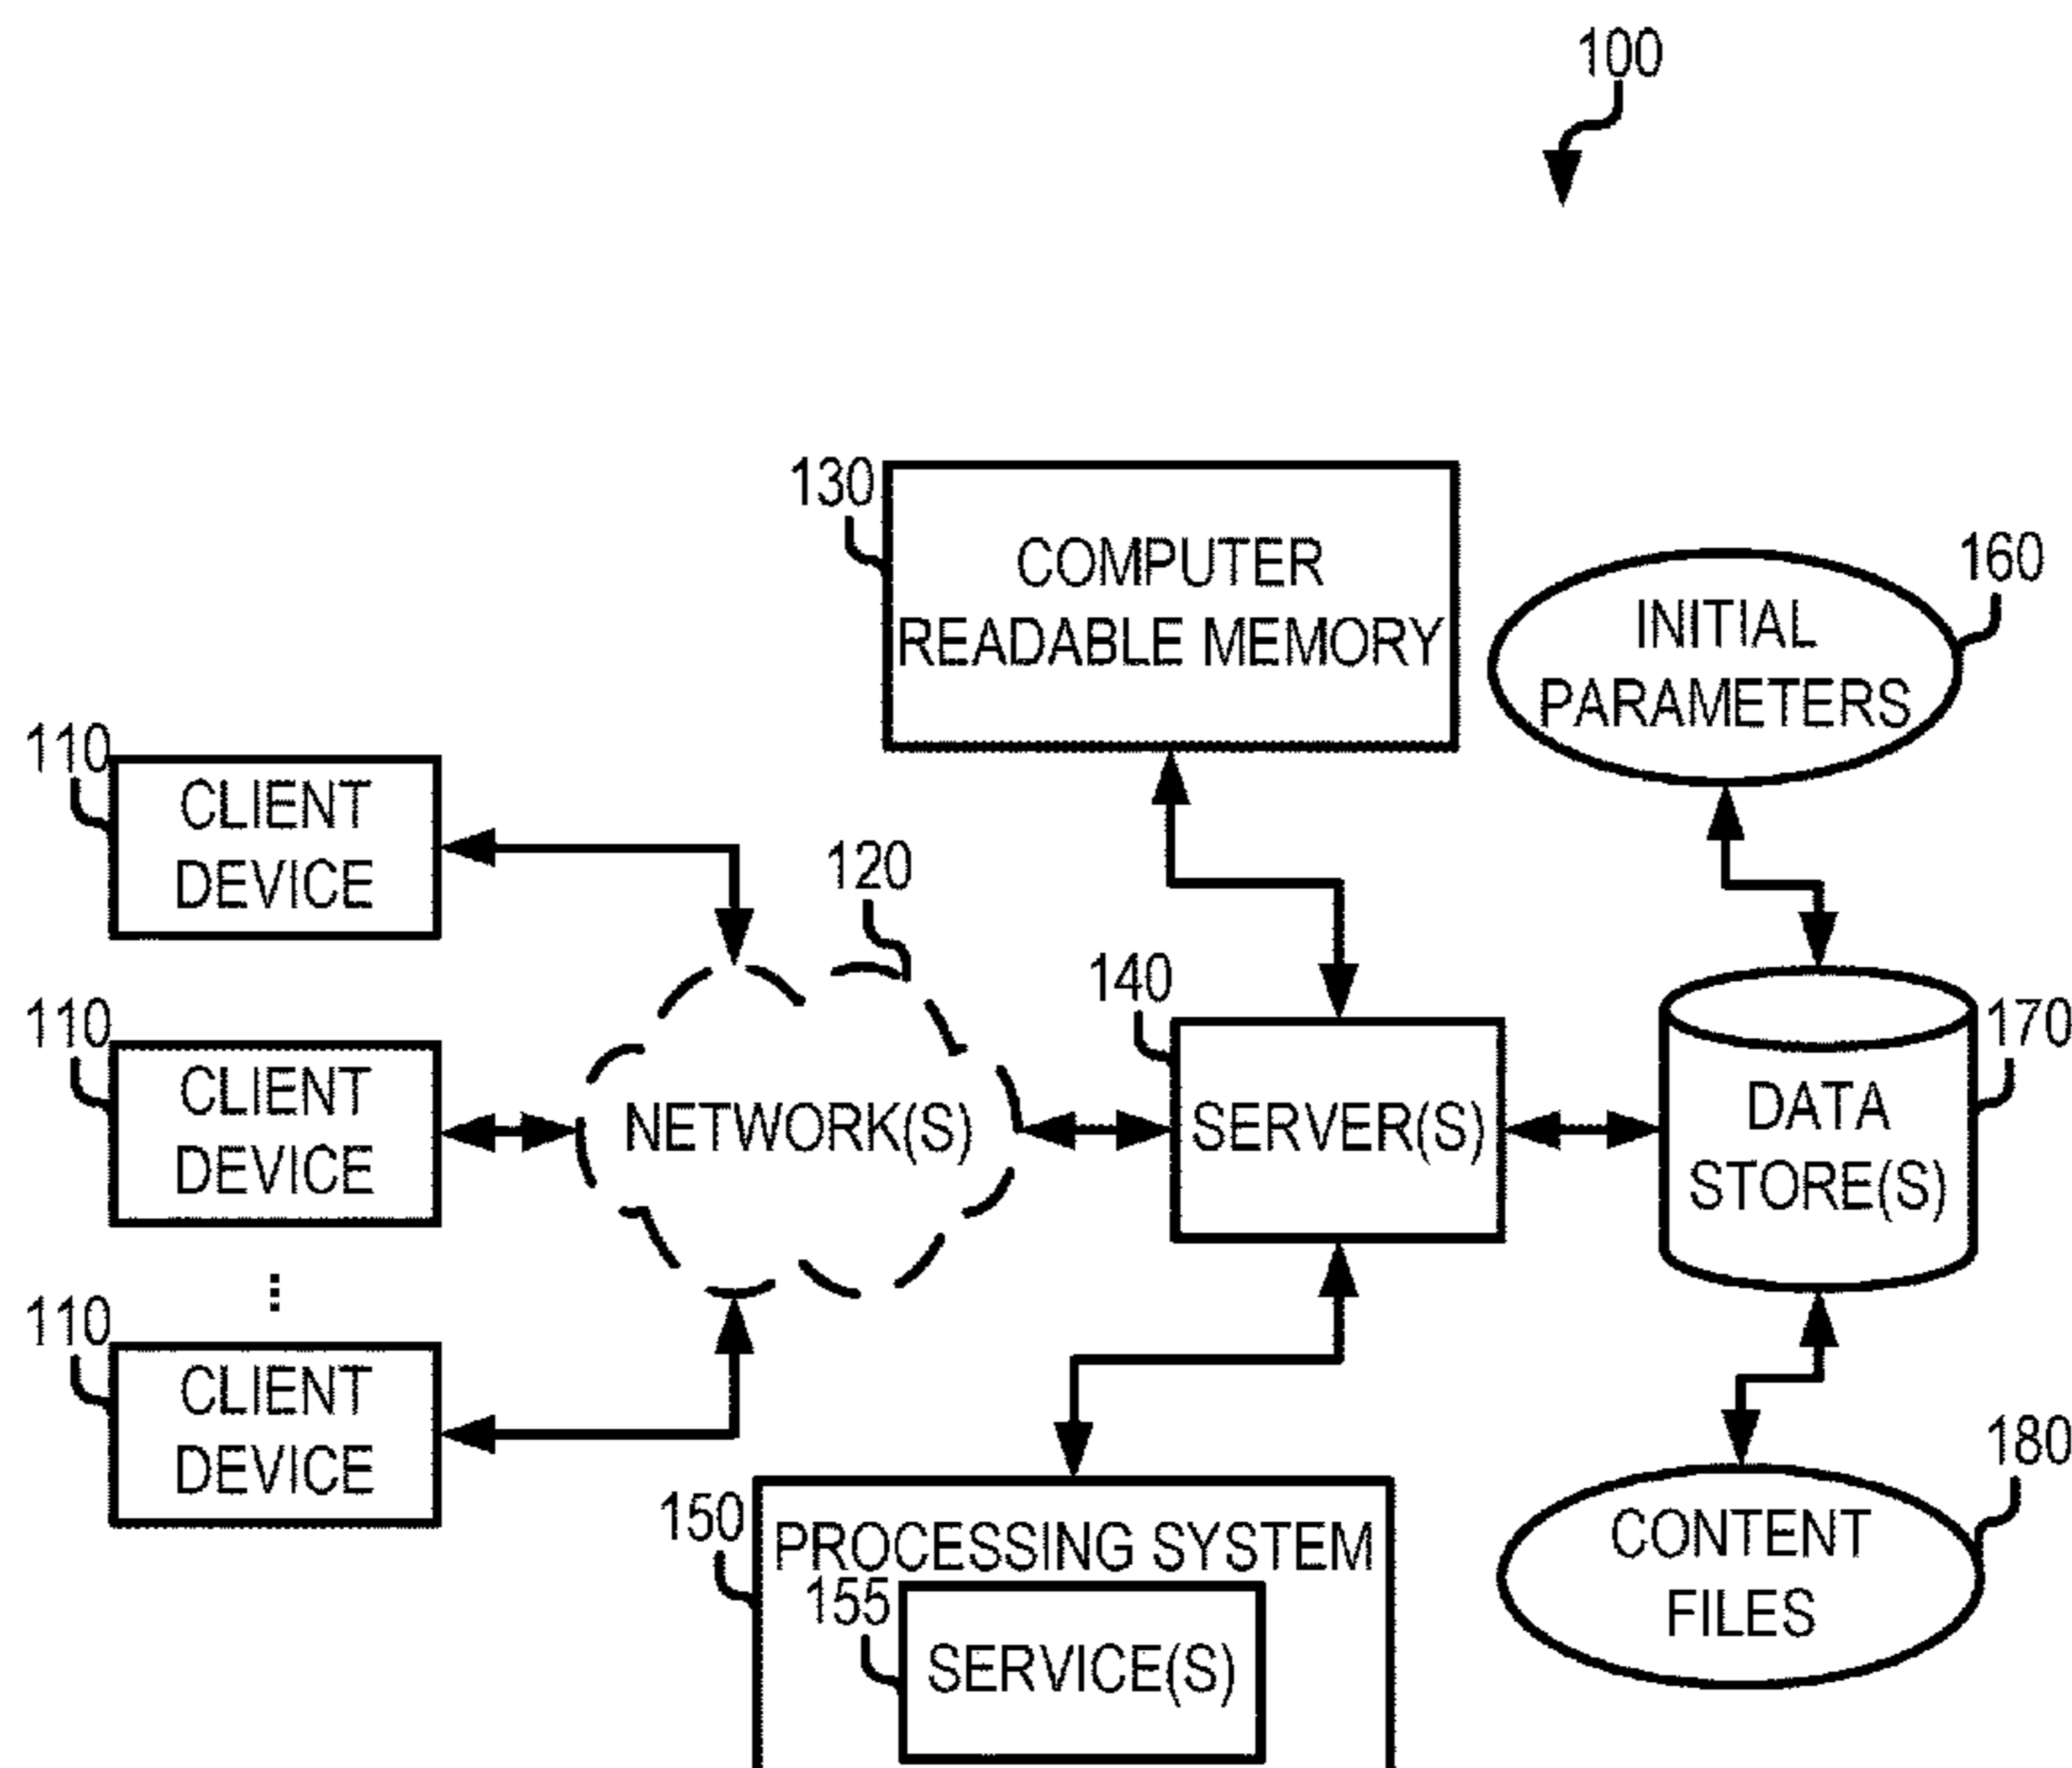 100
130
COMPUTER
READABLE MEMORY
160
INITIAL
PARAMETERS
110
CLIENT
DEVICE
120
110
CLIENT
DEVICE
NETWORK(S)
140
SERVER(S)
170
DATA
STORE(S)
110
CLIENT
DEVICE
150
PROCESSING SYSTEM
155
SERVICE(S)
180
CONTENT
FILES